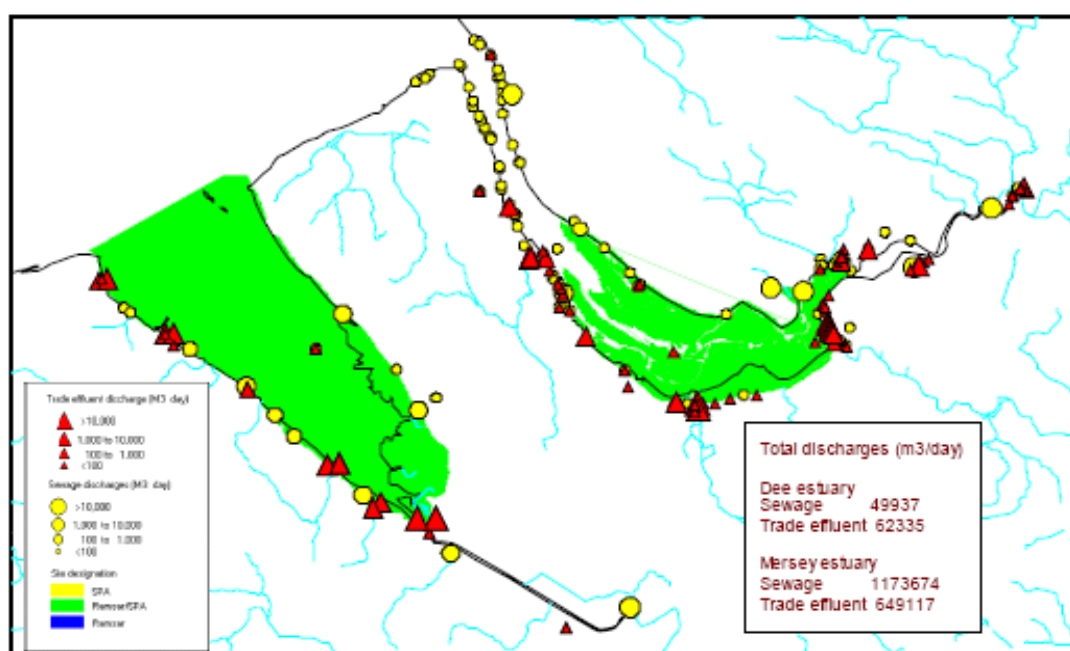 Trade effluent discharge (M3 day)
>10,000
1,000 to 10,000
100 to 1,000
<100
Sewage discharges (M3 day)
>10,000
1,000 to 10,000
100 to 1,000
<100
Site designation
SPA
Ramsar/SPA
Ramsar
Total discharges (m3/day)
Dee estuary
Sewage 49937
Trade effluent 62335
Mersey estuary
Sewage 1173674
Trade effluent 649117